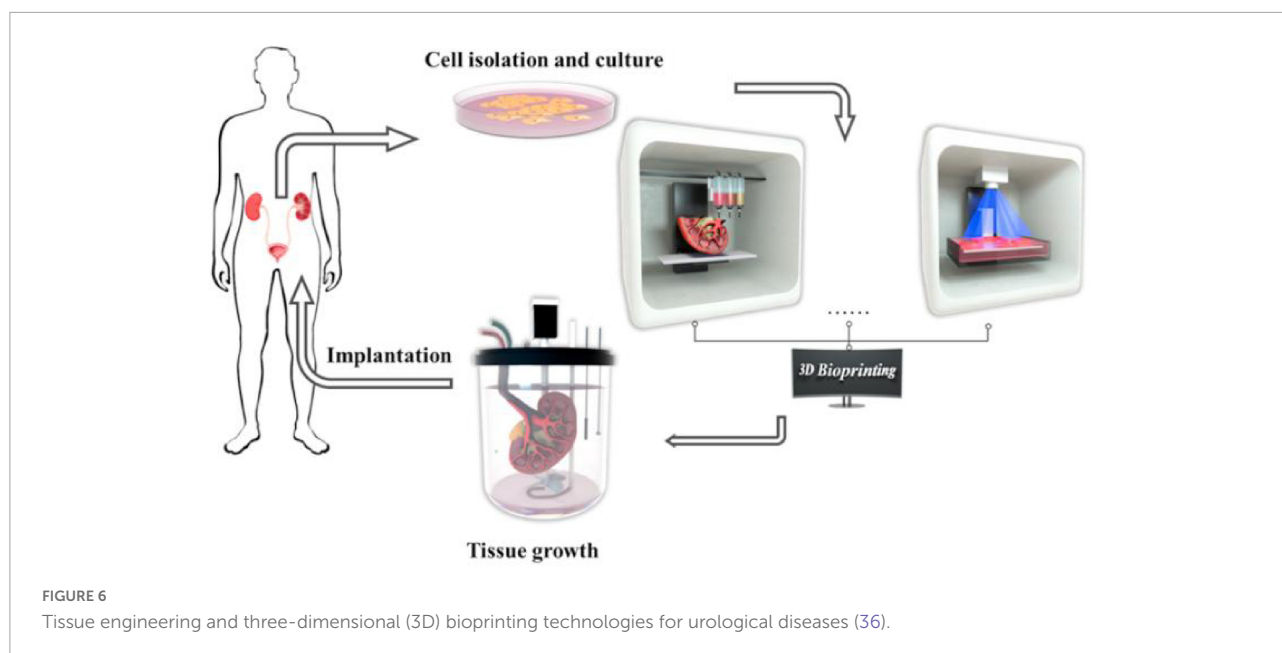 Cell isolation and culture
......
3D Bioprinting
Implantation
Tissue growth
FIGURE 6
Tissue engineering and three-dimensional (3D) bioprinting technologies for urological diseases (36).